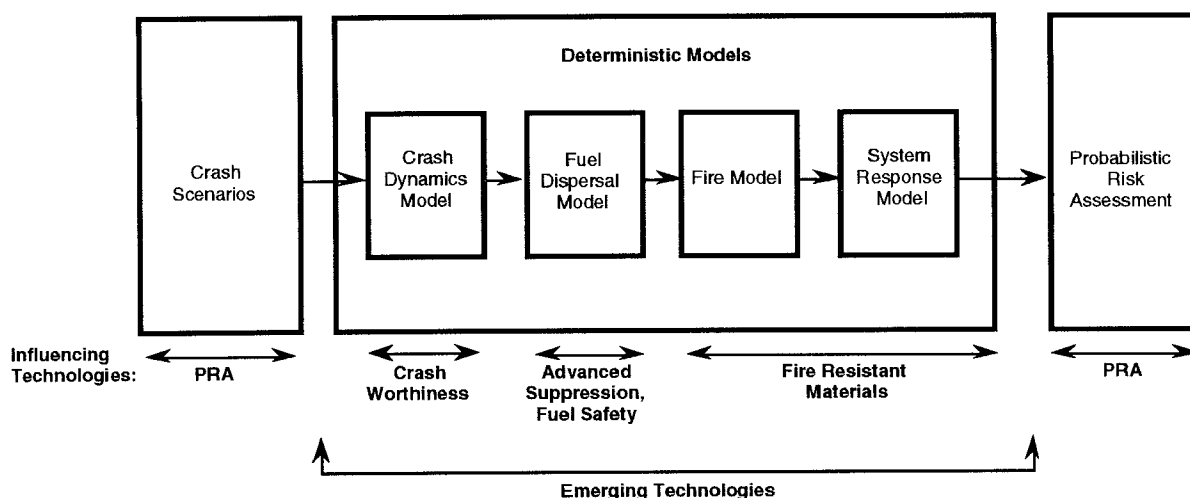 Deterministic Models
Crash
Scenarios
Crash
Dynamics
Model
Fuel
Dispersal
Model
Fire Model
System
Response
Model
Probabilistic
Risk
Assessment
Influencing
Technologies:
PRA
Crash
Worthiness
Advanced
Suppression,
Fuel Safety
Fire Resistant
Materials
PRA
Emerging Technologies